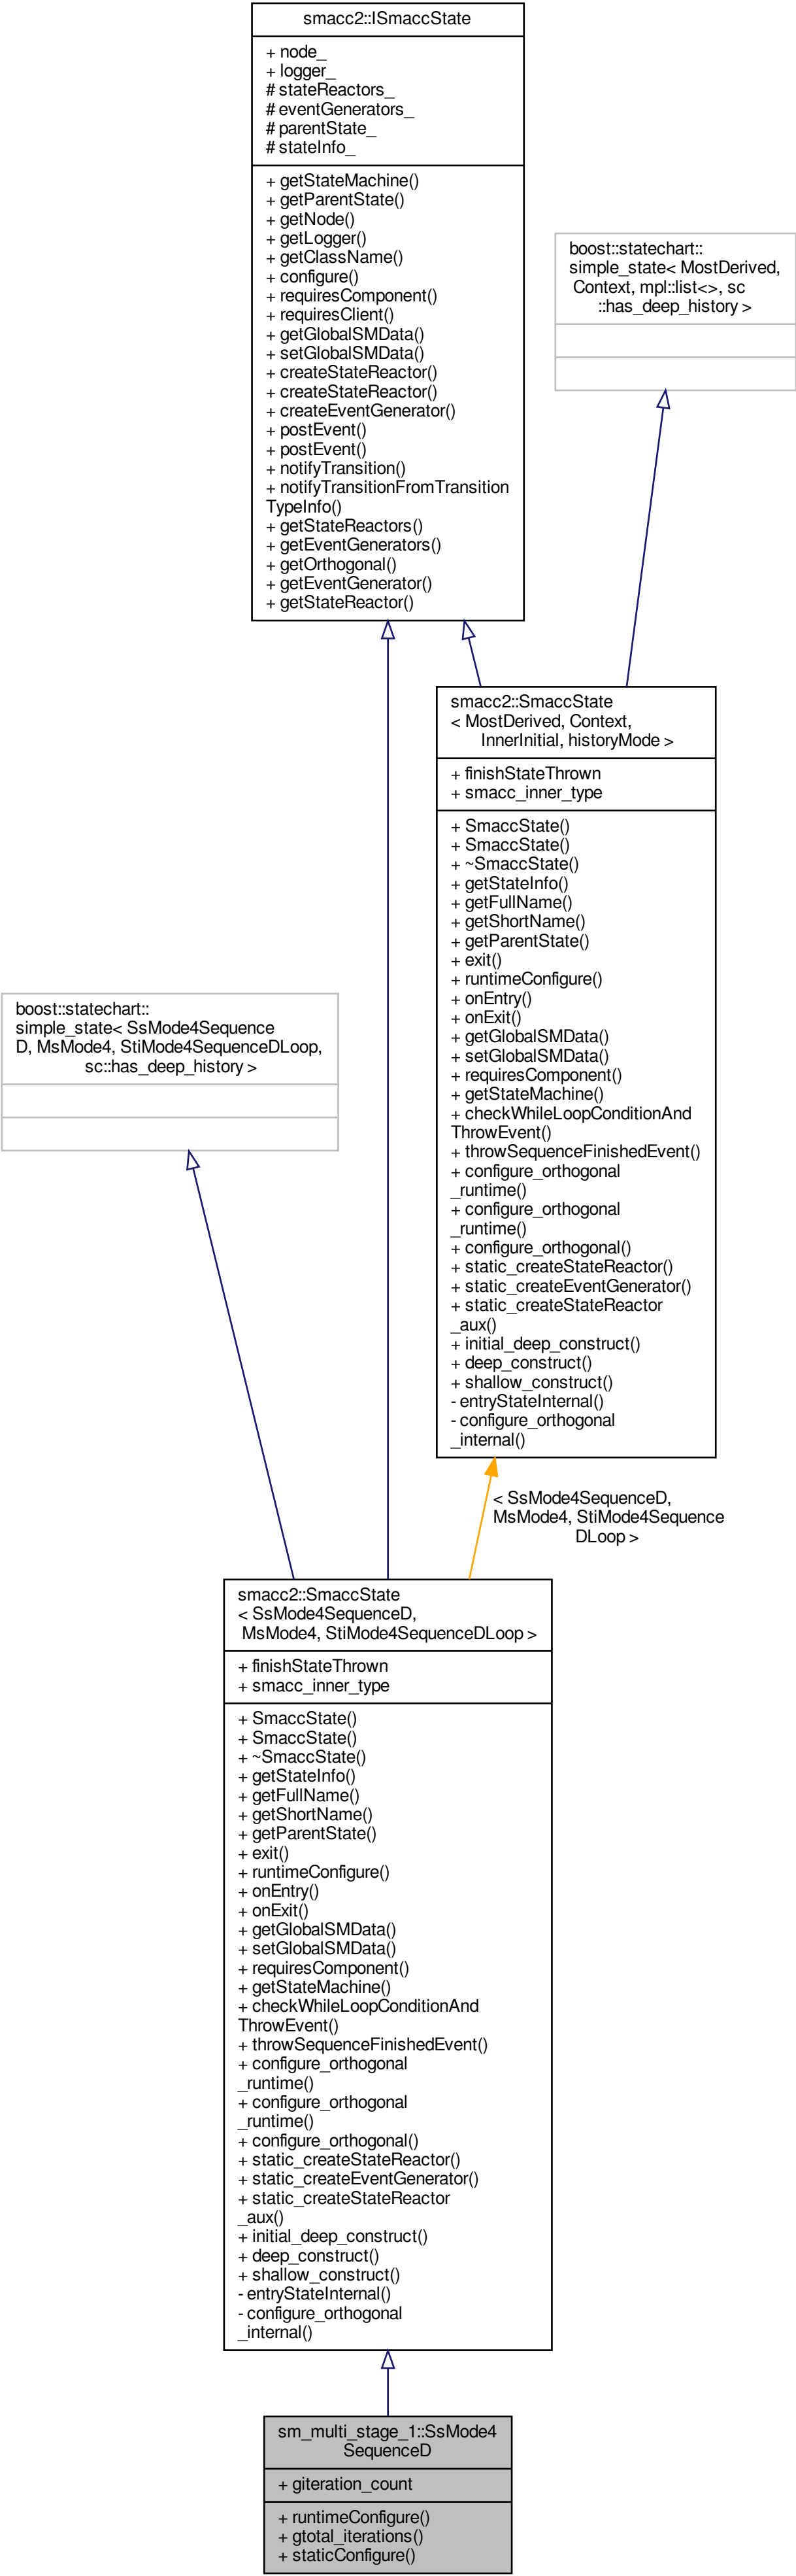 smacc2::ISmaccState
+ node_
+ logger_
# stateReactors_
# eventGenerators_
# parentState_
# stateInfo_
+ getStateMachine()
+ getParentState()
+ getNode()
+ getLogger()
+ getClassName()
+ configure()
+ requiresComponent()
+ requiresClient()
+ getGlobalSMData()
+ setGlobalSMData()
+ createStateReactor()
+ createStateReactor()
+ createEventGenerator()
+ postEvent()
+ postEvent()
+ notifyTransition()
+ notifyTransitionFromTransition
TypeInfo()
+ getStateReactors()
+ getEventGenerators()
+ getOrthogonal()
+ getEventGenerator()
+ getStateReactor()
boost::statechart::
simple_state< MostDerived,
Context, mpl::list<>, sc
::has_deep_history >
smacc2::SmaccState
< MostDerived, Context,
InnerInitial, historyMode >
+ finishStateThrown
+ smacc_inner_type
+ SmaccState()
+ SmaccState()
+ ~SmaccState()
+ getStateInfo()
+ getFullName()
+ getShortName()
+ getParentState()
+ exit()
+ runtimeConfigure()
+ onEntry()
+ onExit()
+ getGlobalSMData()
+ setGlobalSMData()
+ requiresComponent()
+ getStateMachine()
+ checkWhileLoopConditionAnd
ThrowEvent()
+ throwSequenceFinishedEvent()
+ configure_orthogonal
_runtime()
+ configure_orthogonal
_runtime()
+ configure_orthogonal()
+ static_createStateReactor()
+ static_createEventGenerator()
+ static_createStateReactor
_aux()
+ initial_deep_construct()
+ deep_construct()
+ shallow_construct()
- entryStateInternal()
- configure_orthogonal
_internal()
boost::statechart::
simple_state< SsMode4Sequence
D, MsMode4, StiMode4SequenceDLoop,
sc::has_deep_history >
< SsMode4SequenceD,
MsMode4, StiMode4Sequence
DLoop >
smacc2::SmaccState
< SsMode4SequenceD,
MsMode4, StiMode4SequenceDLoop >
+ finishStateThrown
+ smacc_inner_type
+ SmaccState()
+ SmaccState()
+ ~SmaccState()
+ getStateInfo()
+ getFullName()
+ getShortName()
+ getParentState()
+ exit()
+ runtimeConfigure()
+ onEntry()
+ onExit()
+ getGlobalSMData()
+ setGlobalSMData()
+ requiresComponent()
+ getStateMachine()
+ checkWhileLoopConditionAnd
ThrowEvent()
+ throwSequenceFinishedEvent()
+ configure_orthogonal
_runtime()
+ configure_orthogonal
_runtime()
+ configure_orthogonal()
+ static_createStateReactor()
+ static_createEventGenerator()
+ static_createStateReactor
_aux()
+ initial_deep_construct()
+ deep_construct()
+ shallow_construct()
- entryStateInternal()
- configure_orthogonal
_internal()
sm_multi_stage_1::SsMode4
SequenceD
+ giteration_count
+ runtimeConfigure()
+ gtotal_iterations()
+ staticConfigure()